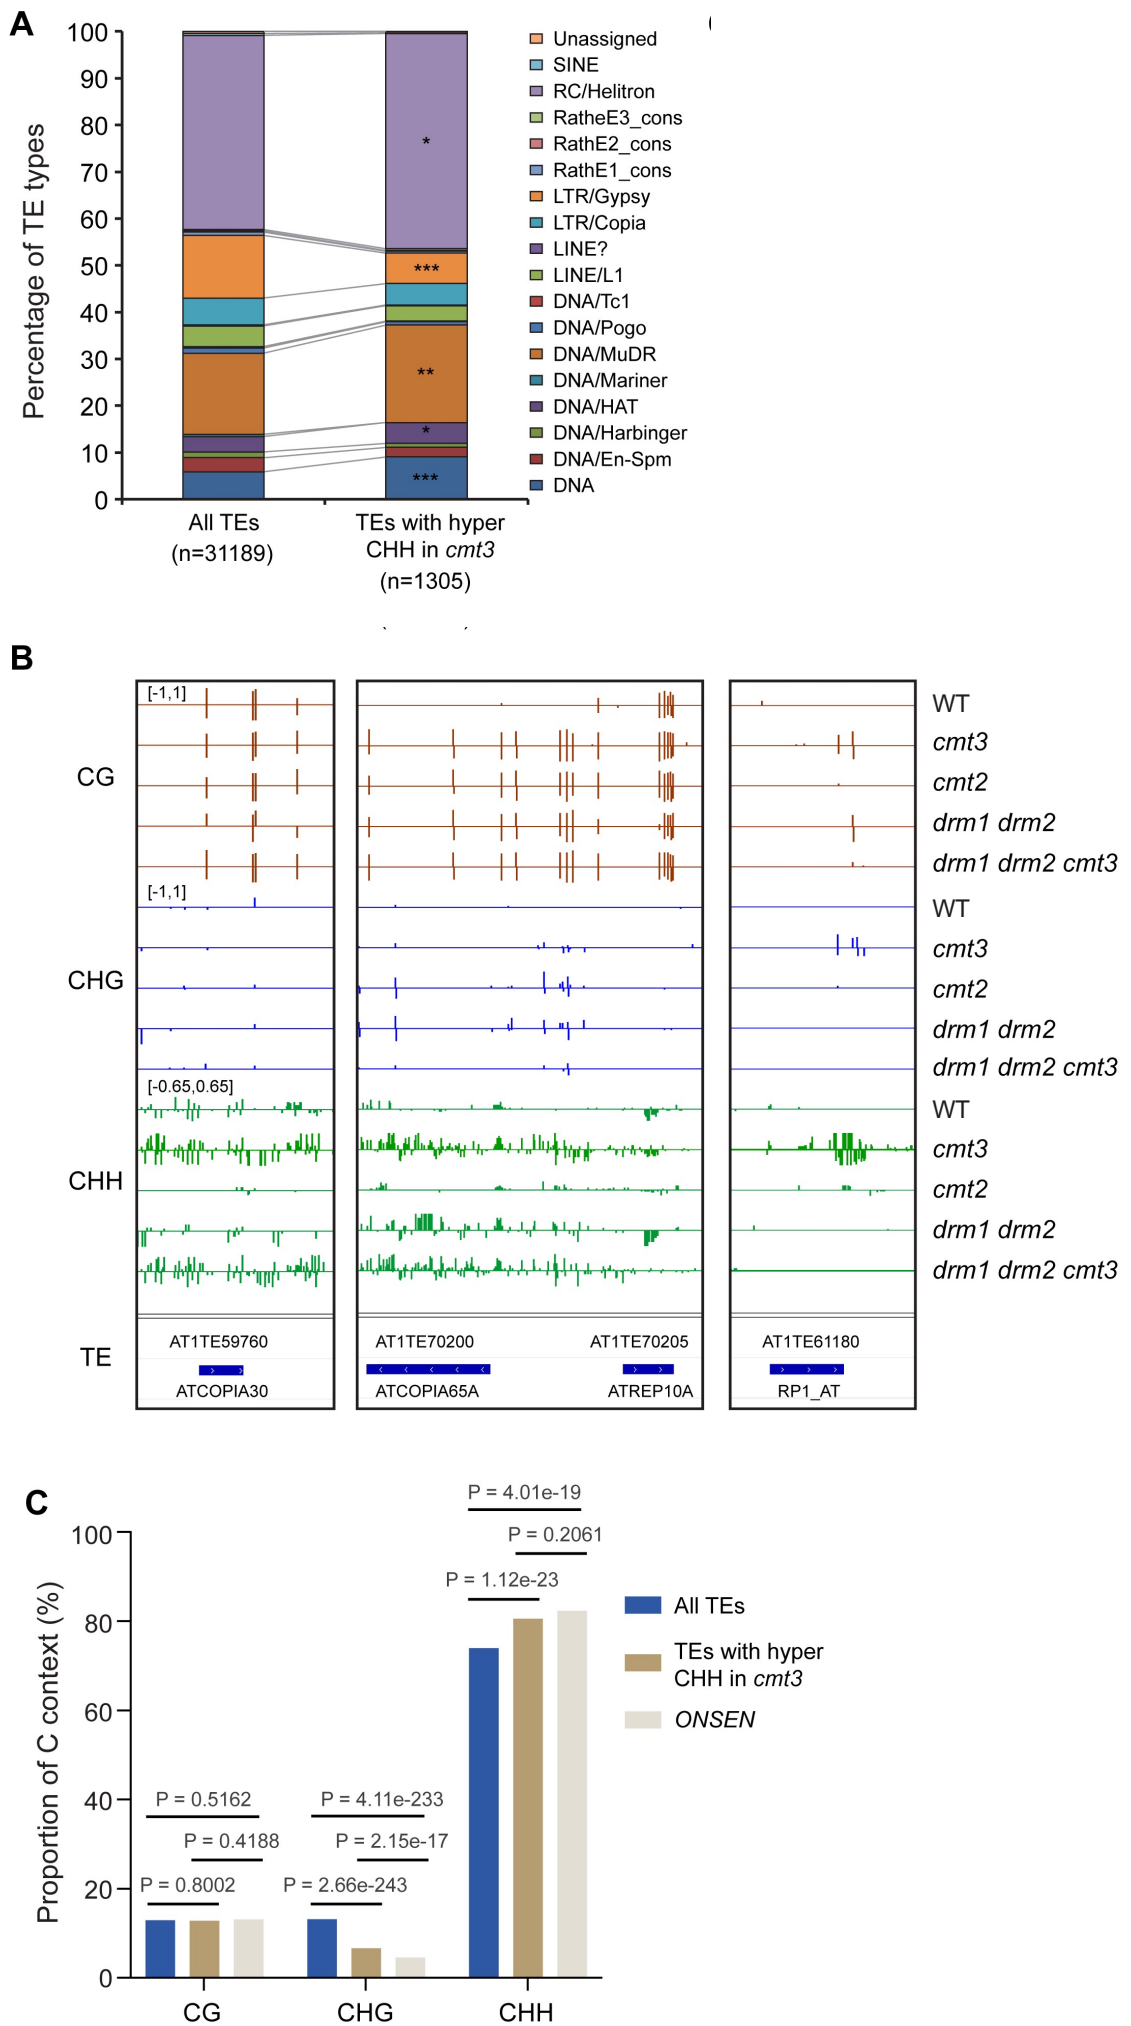 A
Percentage of TE types
100
90
80
70
60
50
40
30
20
10
0
*
***
**
*
***
All TEs
(n=31189)
TEs with hyper
CHH in cmt3
(n=1305)
Unassigned
SINE
RC/Helitron
RatheE3_cons
RathE2_cons
RathE1_cons
LTR/Gypsy
LTR/Copia
LINE?
LINE/L1
DNA/Tc1
DNA/Pogo
DNA/MuDR
DNA/Mariner
DNA/HAT
DNA/Harbinger
DNA/En-Spm
DNA
B
CG
[-1,1]
WT
cmt3
cmt2
drm1 drm2
drm1 drm2 cmt3
CHG
[-1,1]
WT
cmt3
cmt2
drm1 drm2
drm1 drm2 cmt3
CHH
[-0.65,0.65]
WT
cmt3
cmt2
drm1 drm2
drm1 drm2 cmt3
TE
AT1TE59760
ATCOPIA30
AT1TE70200
AT1TE70205
ATCOPIA65A
ATREP10A
AT1TE61180
RP1_AT
C
Proportion of C context (%)
100
80
60
40
20
0
P = 0.5162
P = 0.4188
P = 0.8002
P = 4.11e-233
P = 2.15e-17
P = 2.66e-243
P = 4.01e-19
P = 0.2061
P = 1.12e-23
CG
CHG
CHH
All TEs
TEs with hyper
CHH in cmt3
ONSEN